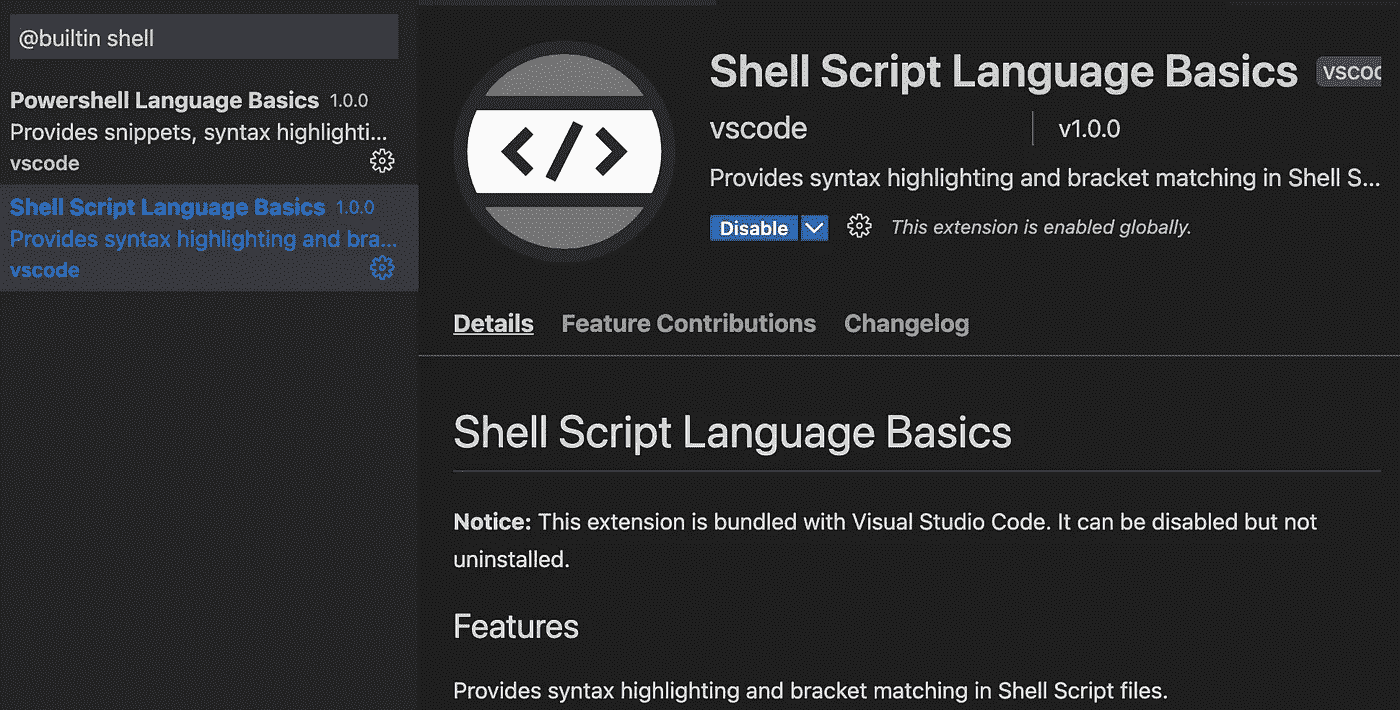 @builtin shell
Powershell Language Basics 1.0.0
Provides snippets, syntax highlighti...
vscode
Shell Script Language Basics 1.0.0
Provides syntax highlighting and bra...
vscode
Shell Script Language Basics
vscode v1.0.0
Provides syntax highlighting and bracket matching in Shell S...
Disable This extension is enabled globally.
Details Feature Contributions Changelog
Shell Script Language Basics
Notice: This extension is bundled with Visual Studio Code. It can be disabled but not
uninstalled.
Features
Provides syntax highlighting and bracket matching in Shell Script files.